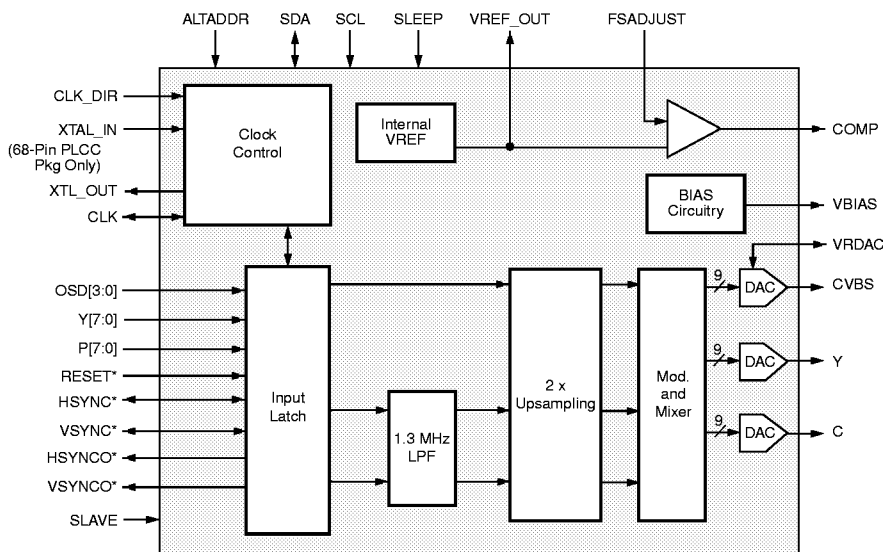 ALTADDR SDA SCL SLEEP VREF_OUT FSADJUST
CLK_DIR
XTAL_IN
(68-Pin PLCC
Pkg Only)
XTL_OUT
CLK
Clock
Control
Internal
VREF
COMP
BIAS
Circuitry
VBIAS
VRDAC
OSD[3:0]
Y[7:0]
P[7:0]
RESET*
HSYNC*
VSYNC*
HSYNCO*
VSYNCO*
SLAVE
Input
Latch
1.3 MHz
LPF
2 x
Upsampling
Mod.
and
Mixer
9
DAC
CVBS
9
DAC
Y
9
DAC
C